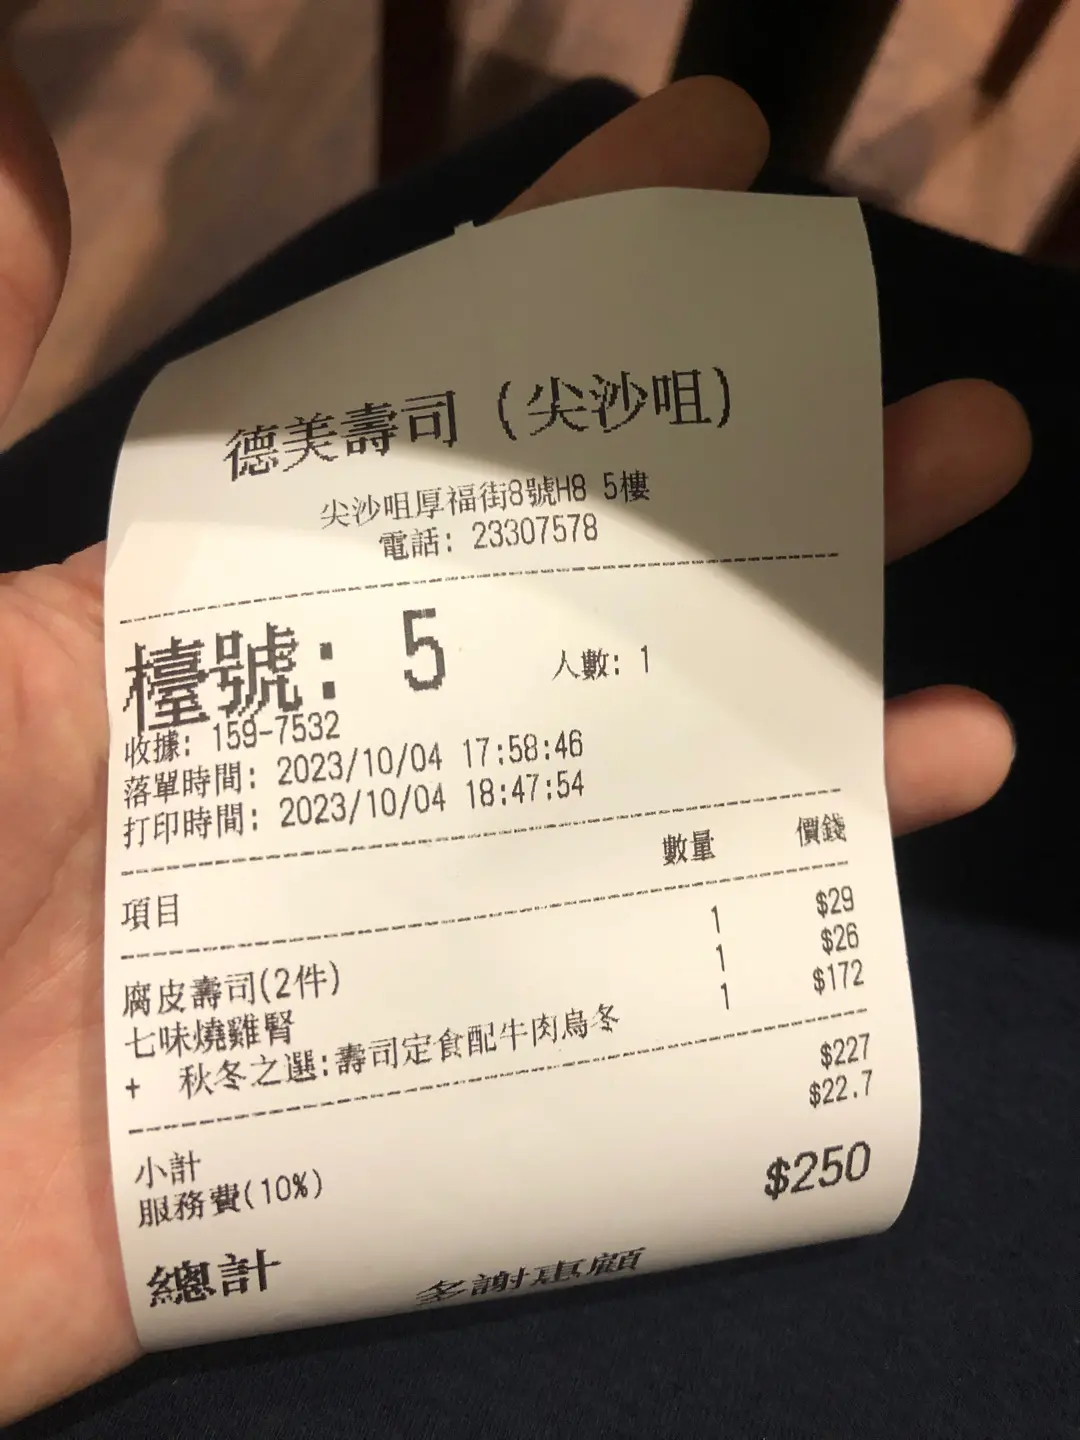 德美壽司(尖沙咀)
尖沙咀厚福街8號H8 5樓
電話: 23307578
檯號: 5 人數: 1
收據: 159-7532
落單時間: 2023/10/04 17:58:46
打印時間: 2023/10/04 18:47:54
項目 數量 價錢
腐皮壽司(2件) 1 $29
七味燒雞腎 1 $26
+ 秋冬之選:壽司定食配牛肉烏冬 1 $172
小計 $227
服務費(10%) $22.7
總計 $250
多謝惠顧